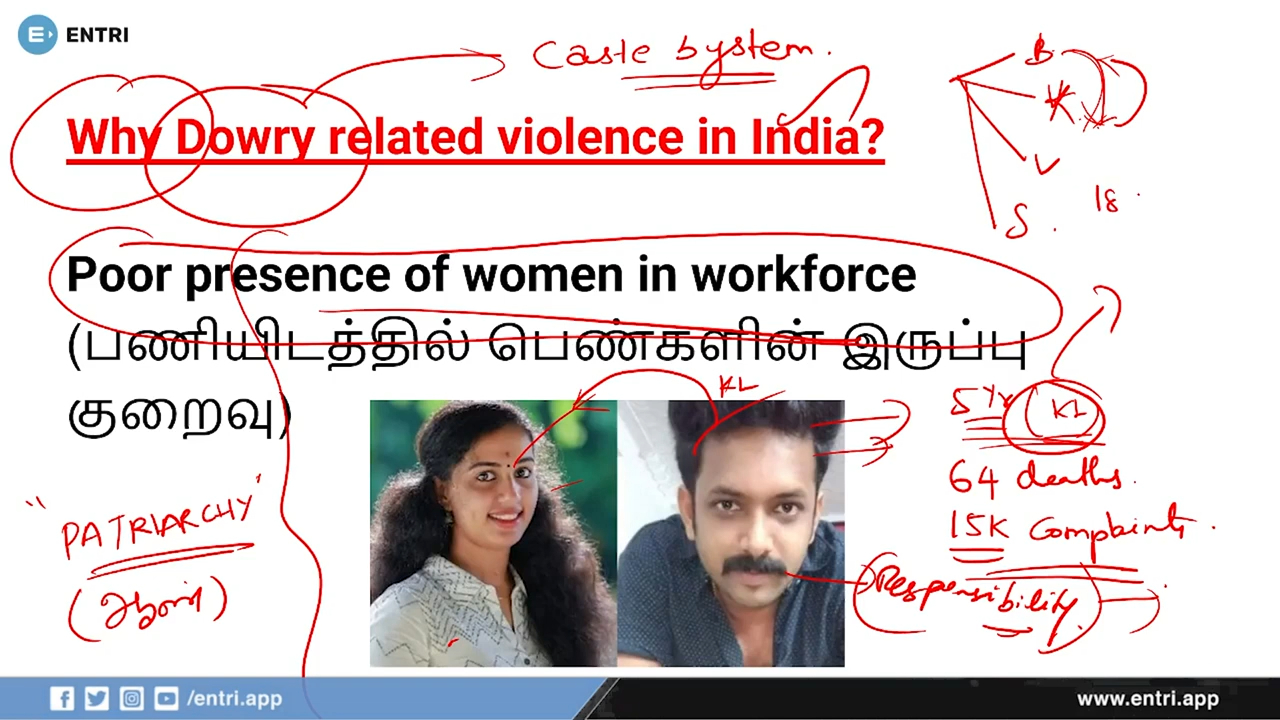 ENTRI
Caste System.
Why Dowry related violence in India?
B
K
V
S.
18.
Poor presence of women in workforce
(பணியிடத்தில் பெண்களின் இருப்பு
குறைவு)
KL
5 Yr KL
64 deaths.
15K Complaints.
Responsibility
"PATRIARCHY"
/entri.app
www.entri.app